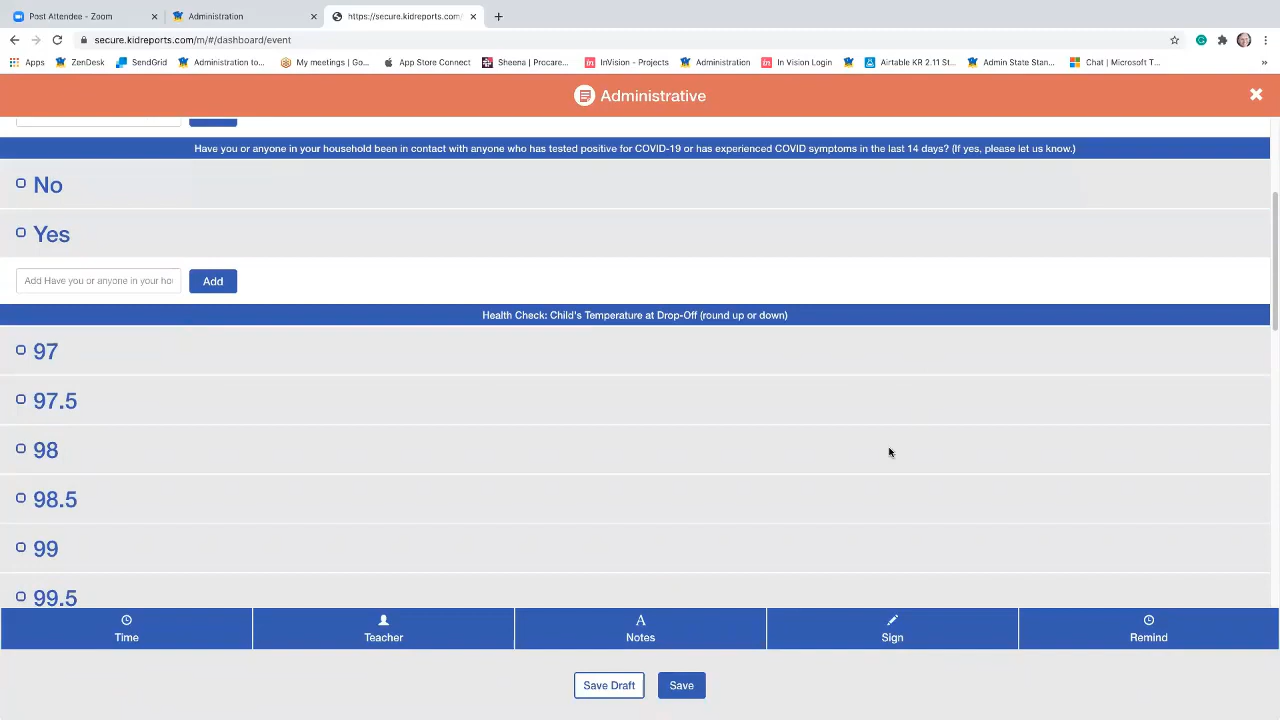 Post Attendee - Zoom
Administration
https://secure.kidreports.com/
secure.kidreports.com/m/#/dashboard/event
Apps
ZenDesk
SendGrid
Administration to...
My meetings | Go...
App Store Connect
Sheena | Procare...
InVision - Projects
Administration
In Vision Login
Airtable KR 2.11 St...
Admin State Stan...
Chat | Microsoft T...
Administrative
Have you or anyone in your household been in contact with anyone who has tested positive for COVID-19 or has experienced COVID symptoms in the last 14 days? (If yes, please let us know.)
No
Yes
Add Have you or anyone in your ho
Add
Health Check: Child's Temperature at Drop-Off (round up or down)
97
97.5
98
98.5
99
99.5
Time
Teacher
A
Notes
Sign
Remind
Save Draft
Save